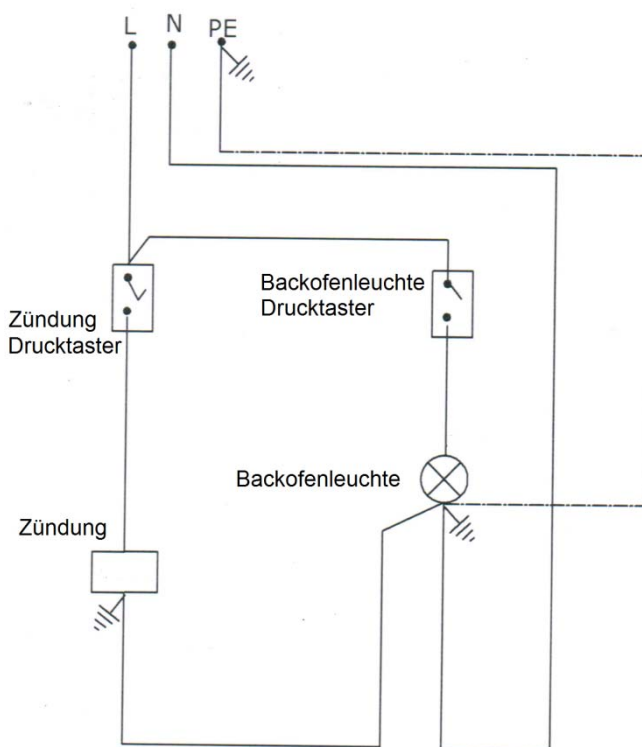 L N PE
Backofenleuchte
Drucktaster
Zündung
Drucktaster
Backofenleuchte
Zündung